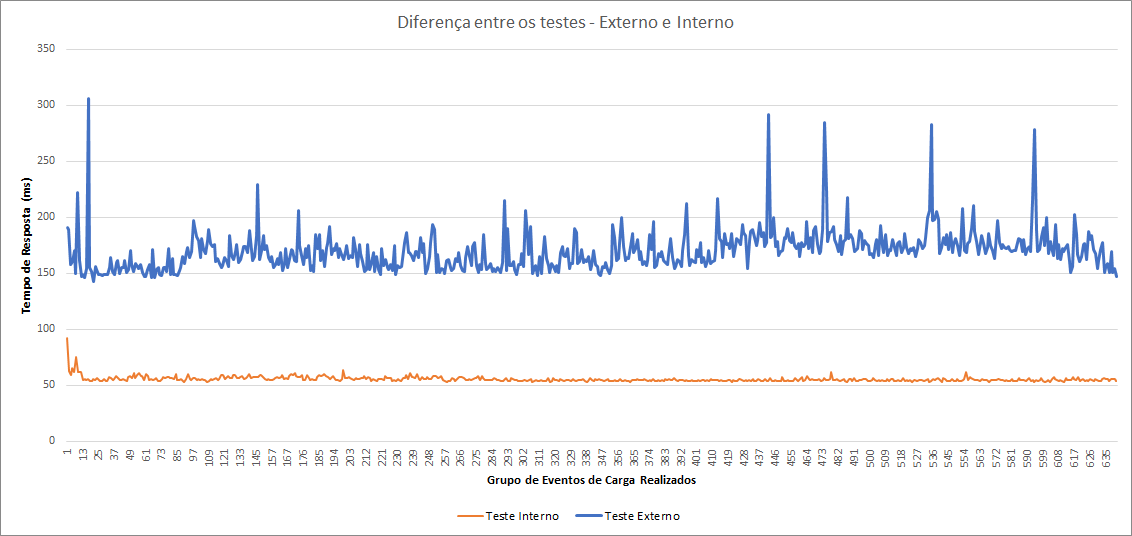 Diferença entre os testes - Externo e Interno
350
300
250
200
150
100
50
0
Tempo de Resposta (ms)
1 13 25 37 49 61 73 85 97 109 121 133 145 157 167 176 185 194 203 212 221 230 239 248 257 266 275 284 293 302 311 320 329 338 347 356 365 374 383 392 401 410 419 428 437 446 455 464 473 482 491 500 509 518 527 536 545 554 563 572 581 590 599 608 617 626 635
Grupo de Eventos de Carga Realizados
Teste Interno Teste Externo